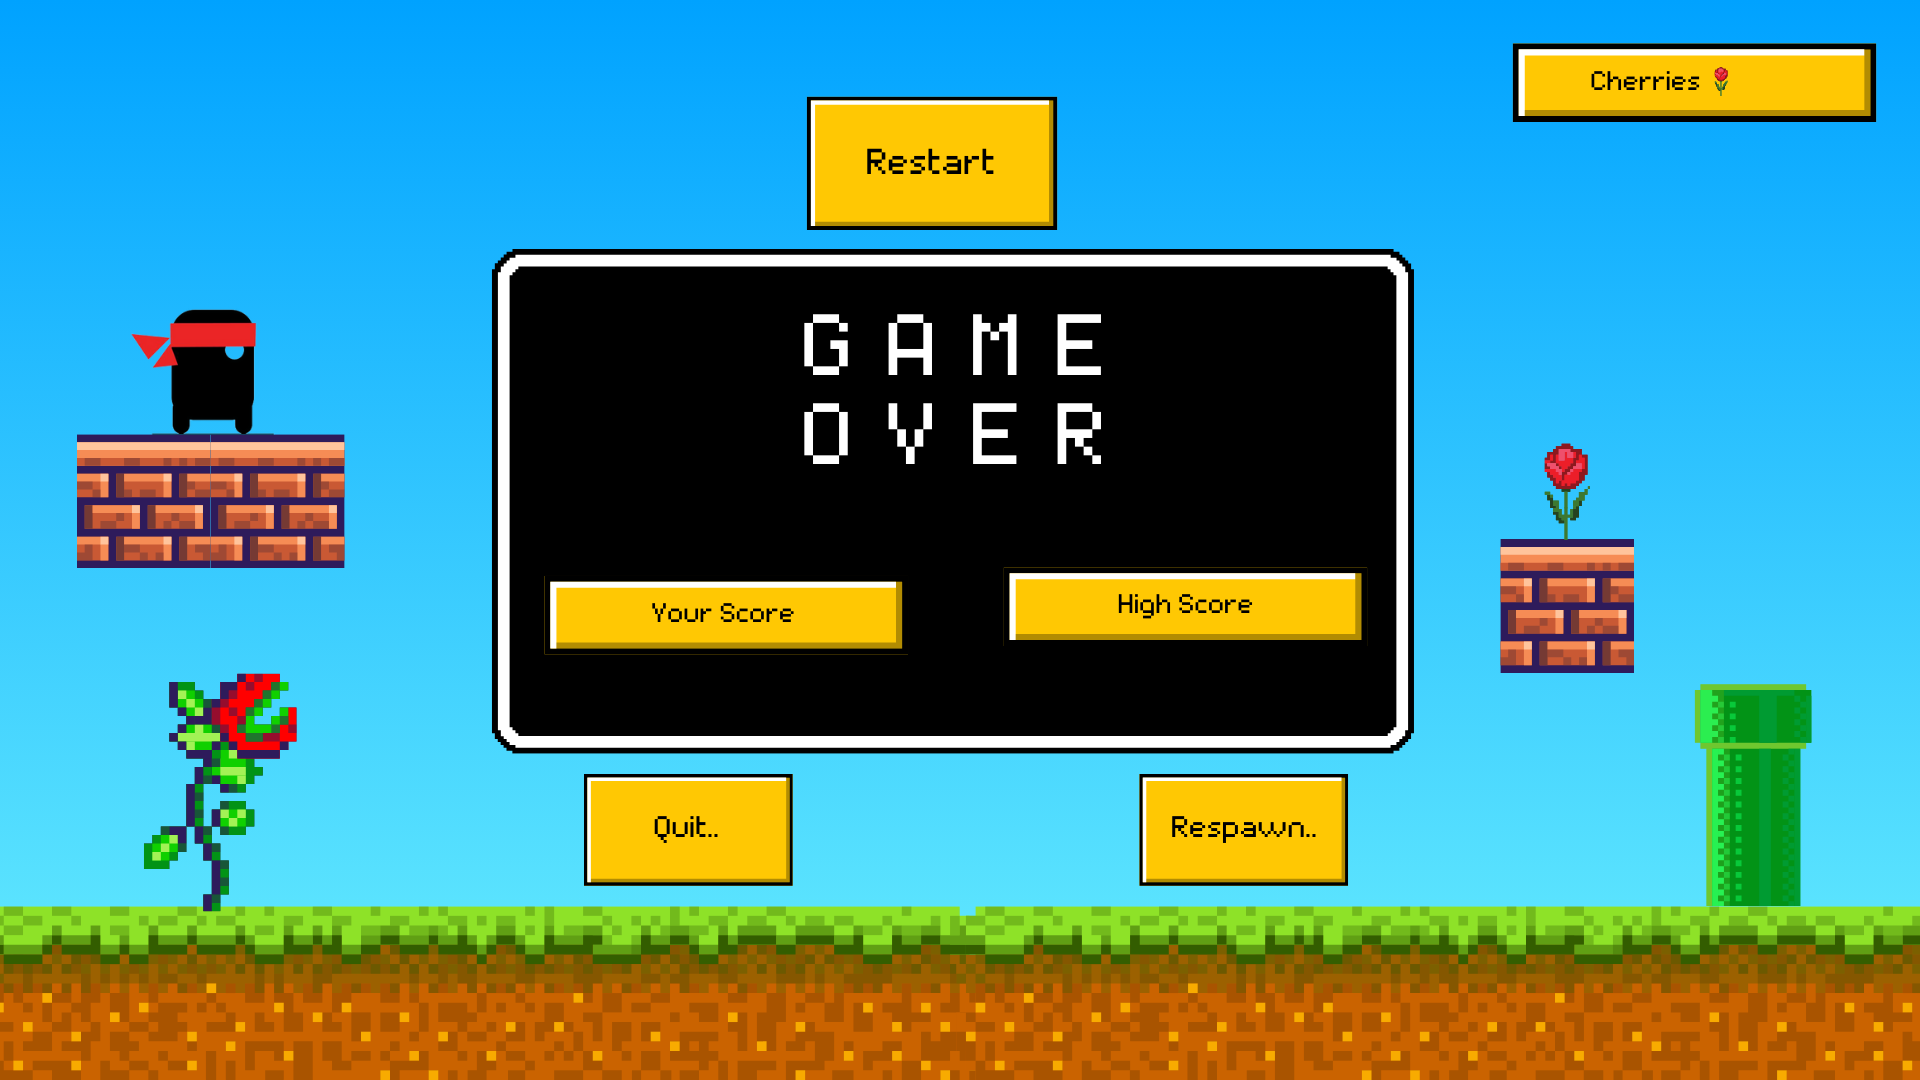 Cherries 🌹
Restart
GAME
OVER
Your Score
High Score
Quit..
Respawn..